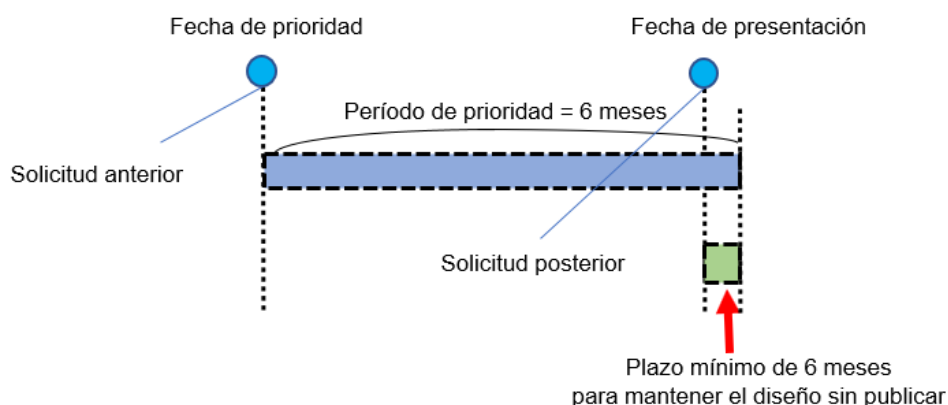 Fecha de prioridad
Fecha de presentación
Período de prioridad = 6 meses
Solicitud anterior
Solicitud posterior
Plazo mínimo de 6 meses
para mantener el diseño sin publicar